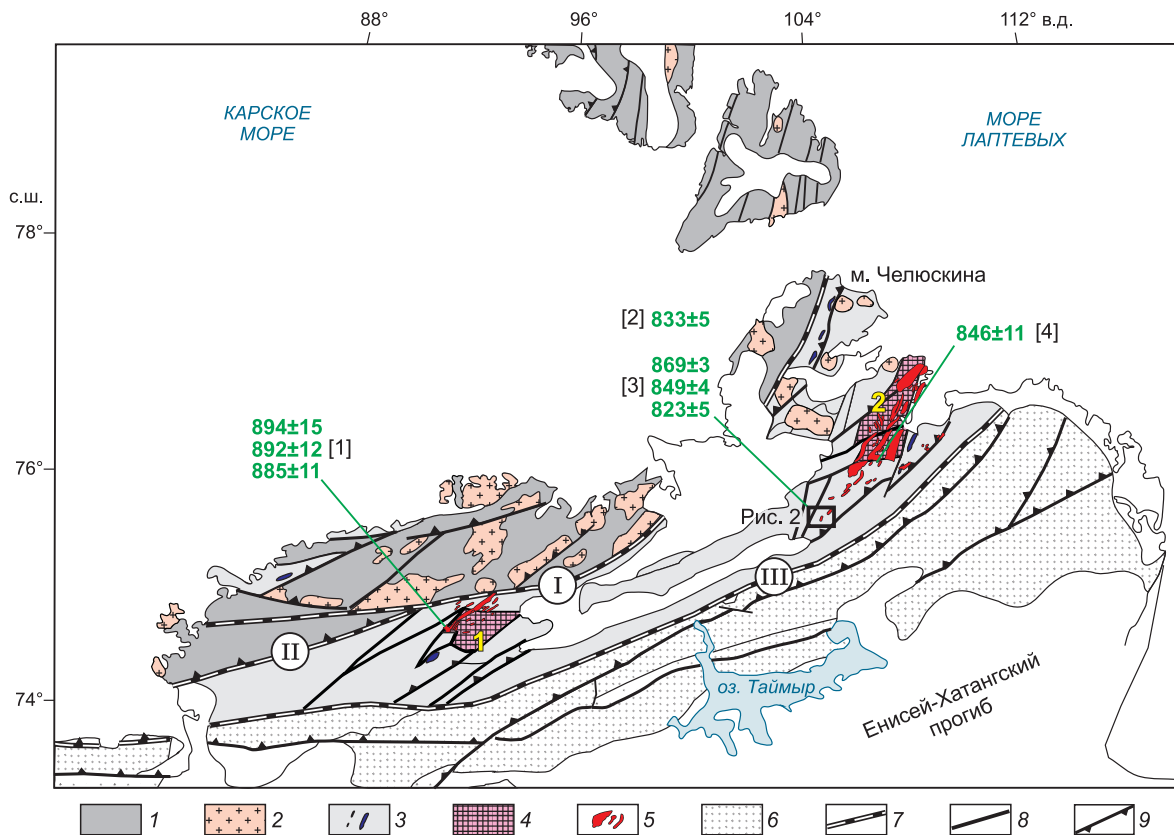 88°
96°
104°
112° в.д.
КАРСКОЕ
МОРЕ
МОРЕ
ЛАПТЕВЫХ
с.ш.
78°
м. Челюскина
[2] 833±5
846±11 [4]
869±3
[3] 849±4
823±5
2
894±15
892±12 [1]
885±11
76°
Рис. 2
I
III
1
II
оз. Таймыр
74°
Енисей-Хатангский
прогиб
1
2
3
4
5
6
7
8
9